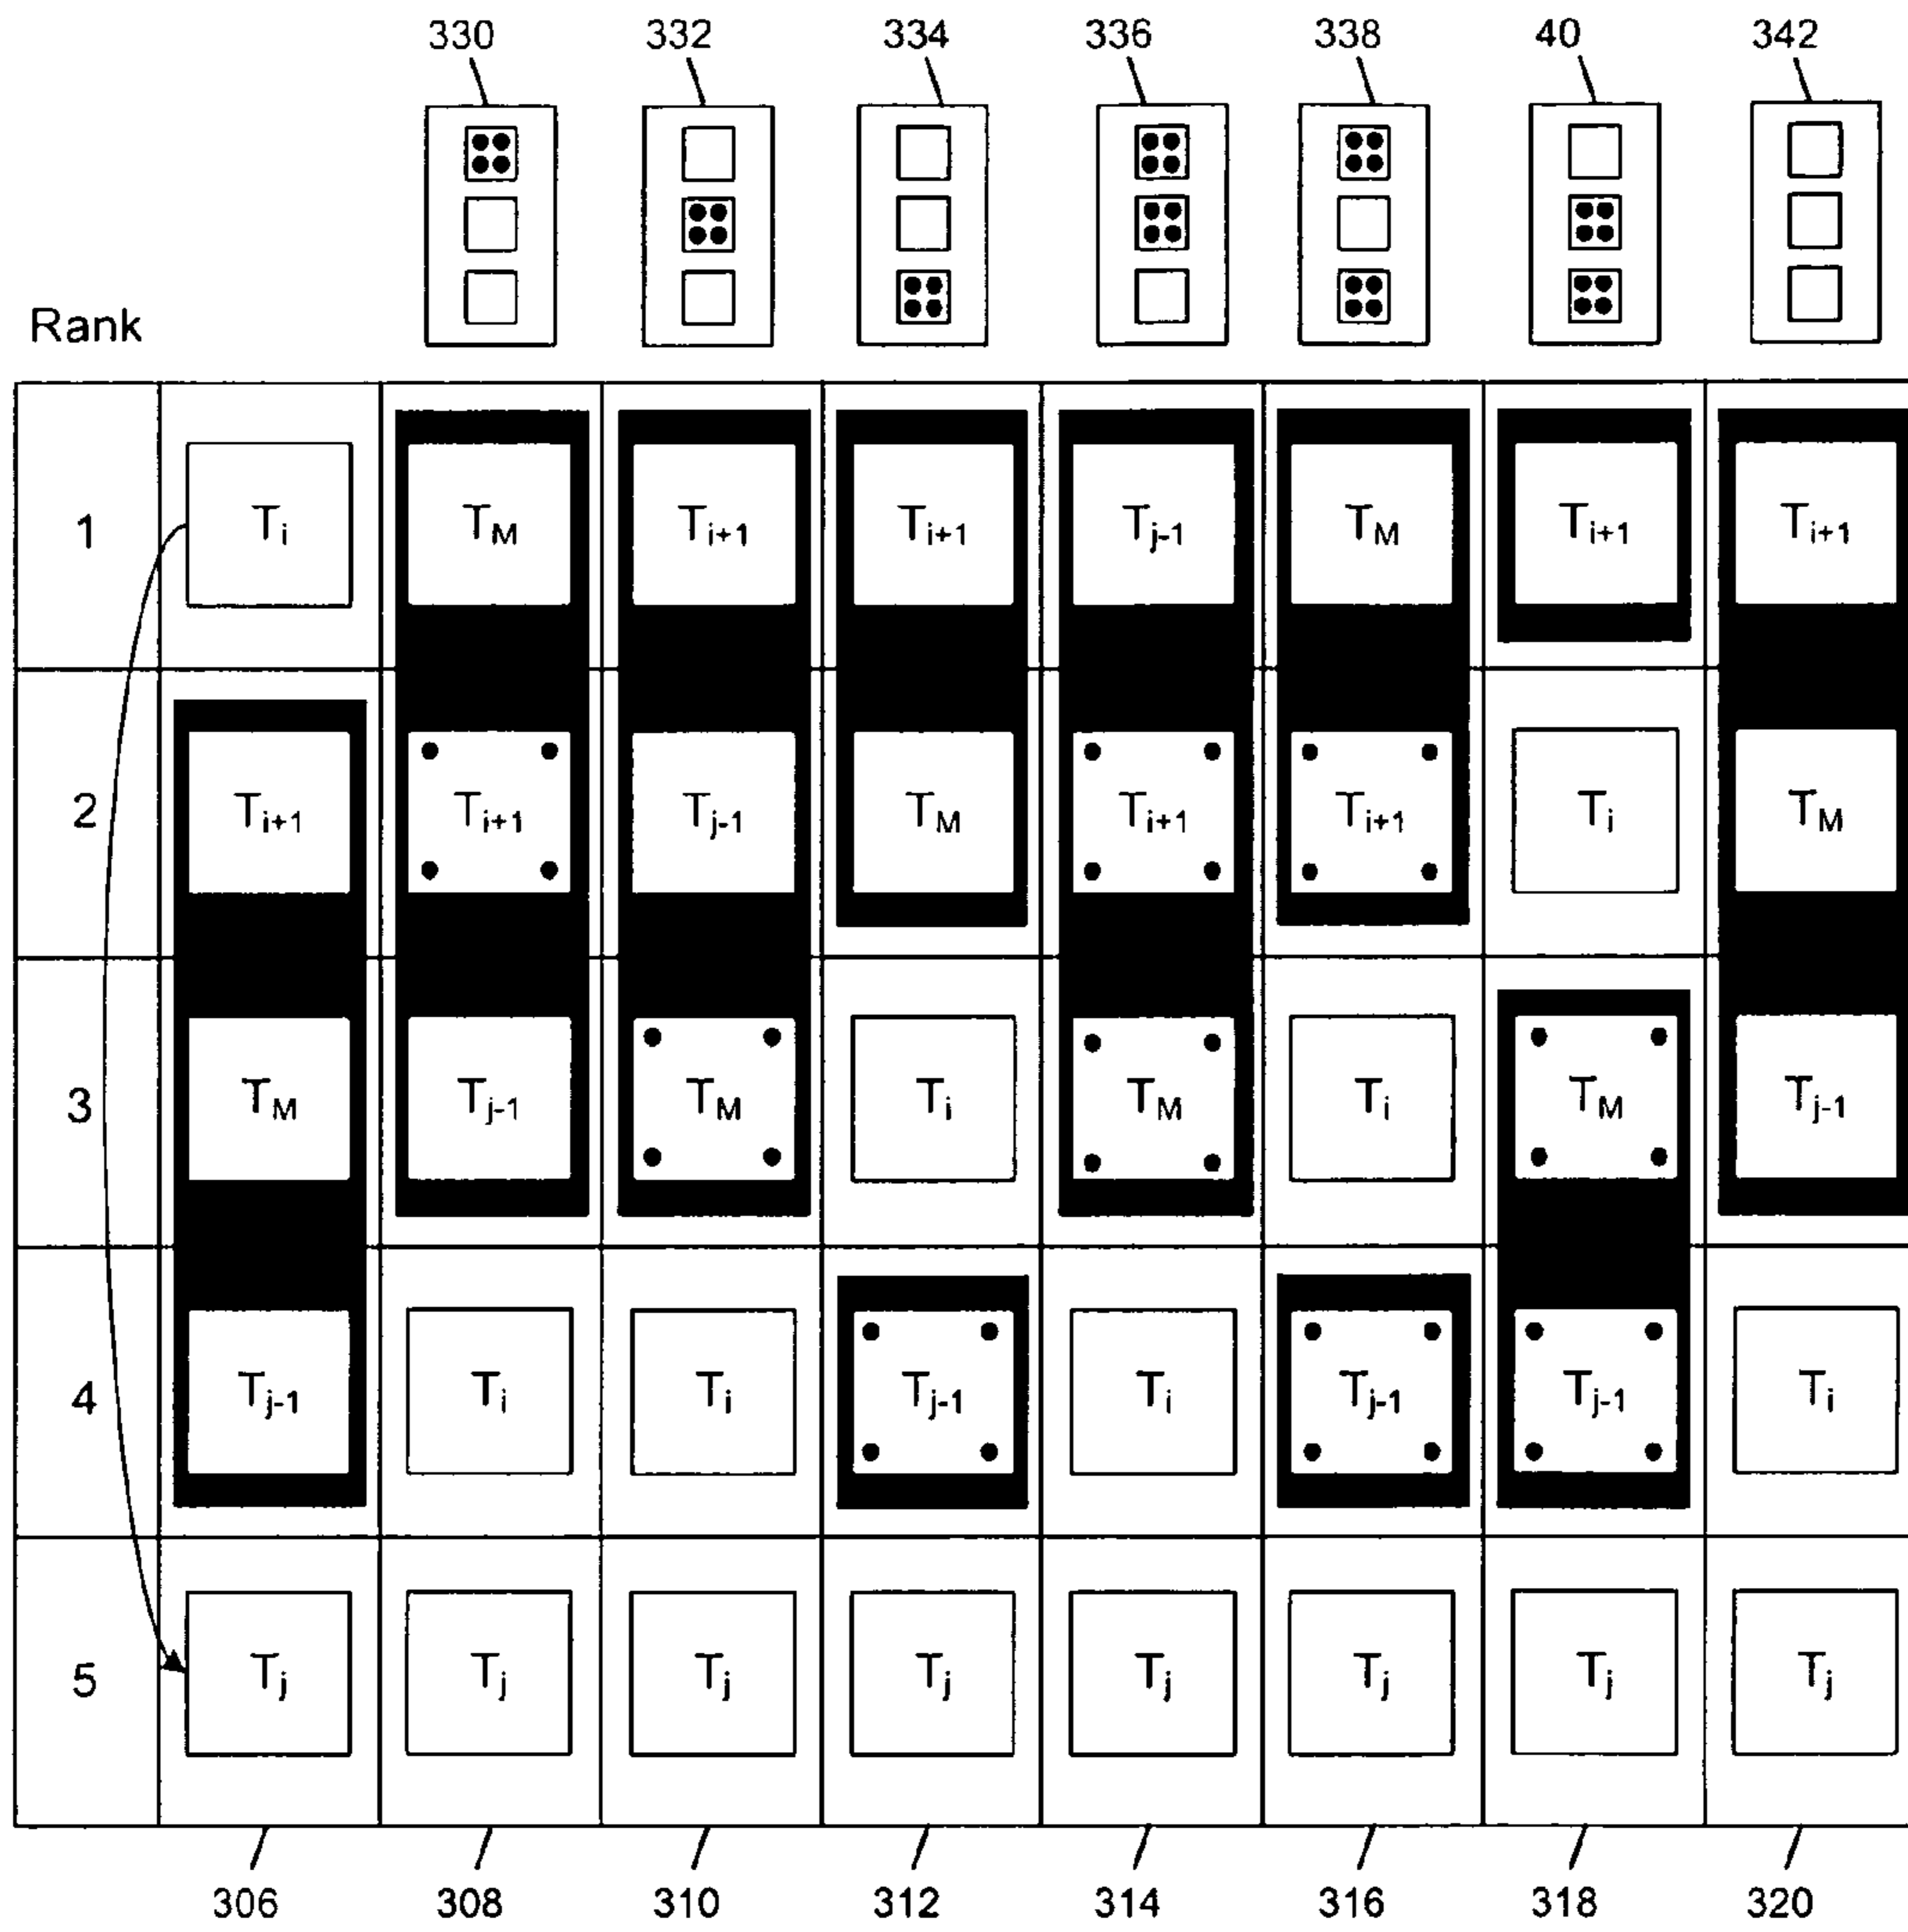 330 332 334 336 338 40 342
Rank
1 Ti TM Ti+1 Ti+1 Tj-1 TM Ti+1 Ti+1
2 Ti+1 Ti+1 Tj-1 TM Ti+1 Ti+1 Ti TM
3 TM Tj-1 TM Ti TM Ti TM Tj-1
4 Tj-1 Ti Ti Tj-1 Ti Tj-1 Tj-1 Ti
5 Tj Tj Tj Tj Tj Tj Tj Tj
306 308 310 312 314 316 318 320